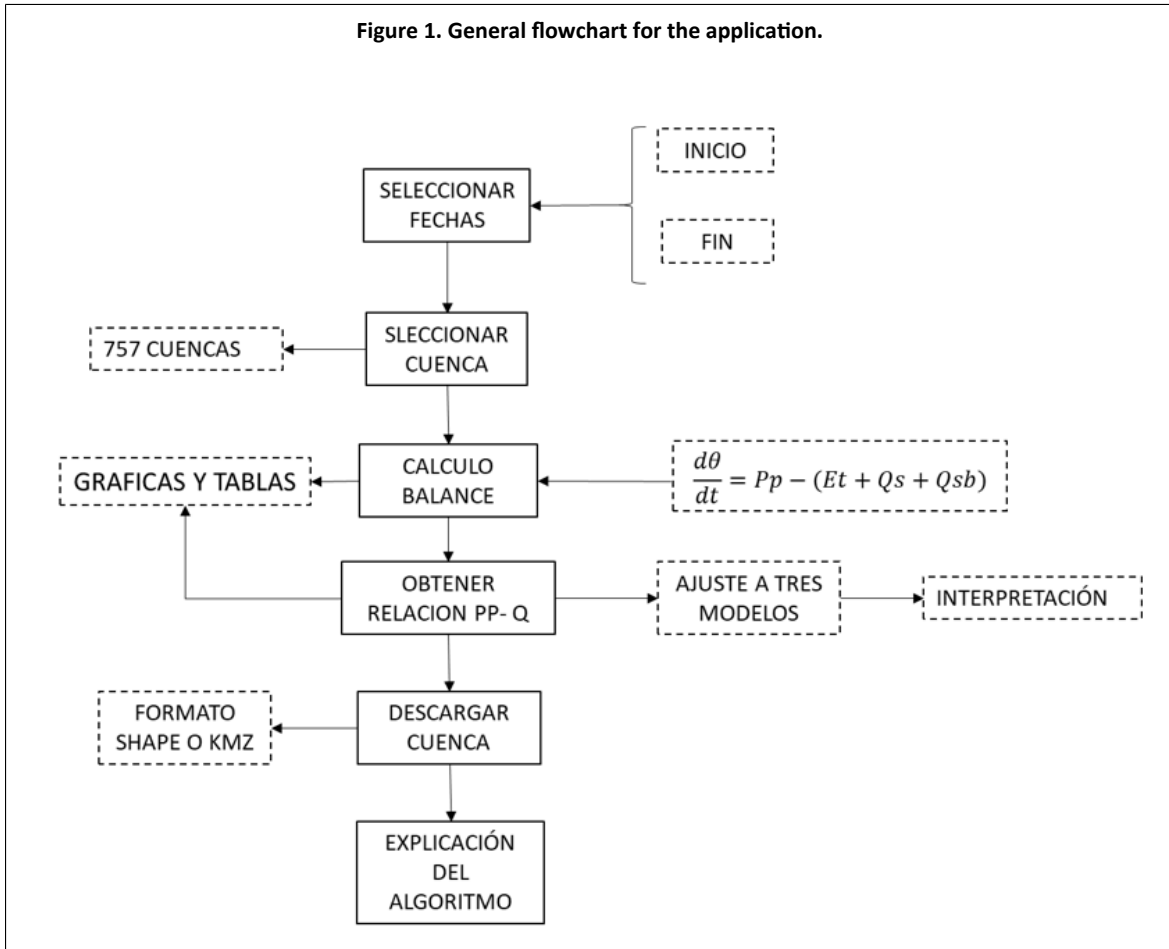 Figure 1. General flowchart for the application.
INICIO
SELECCIONAR
FECHAS
FIN
757 CUENCAS
SLECCIONAR
CUENCA
GRAFICAS Y TABLAS
CALCULO
BALANCE
dθ/dt = Pp − (Et + Qs + Qsb)
OBTENER
RELACION PP- Q
AJUSTE A TRES
MODELOS
INTERPRETACIÓN
FORMATO
SHAPE O KMZ
DESCARGAR
CUENCA
EXPLICACIÓN
DEL
ALGORITMO